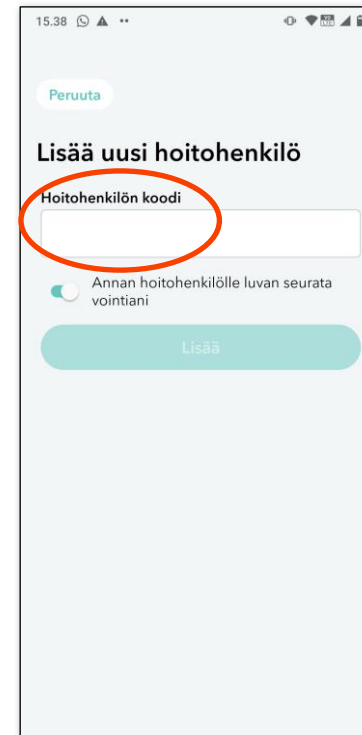 15.38
Peruuta
Lisää uusi hoitohenkilö
Hoitohenkilön koodi
Annan hoitohenkilölle luvan seurata
vointiani
Lisää